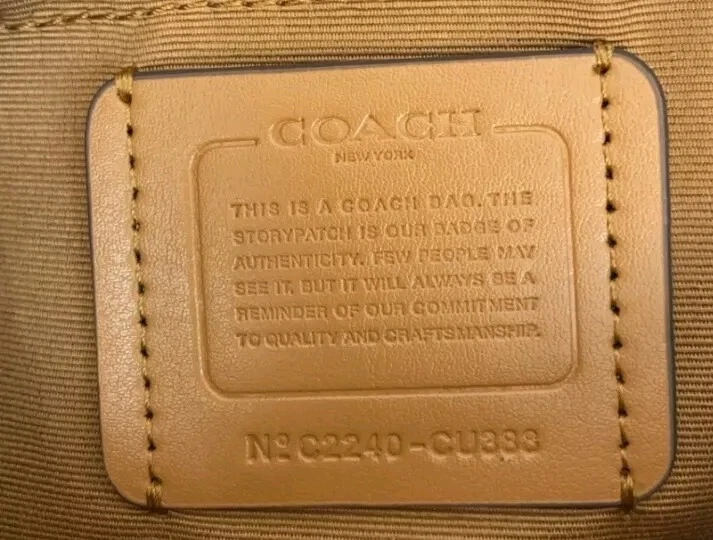 COACH
NEW YORK
THIS IS A COACH BAG. THE
STORYPATCH IS OUR BADGE OF
AUTHENTICITY. FEW PEOPLE MAY
SEE IT, BUT IT WILL ALWAYS BE A
REMINDER OF OUR COMMITMENT
TO QUALITY AND CRAFTSMANSHIP.
Nº C2240-CU388